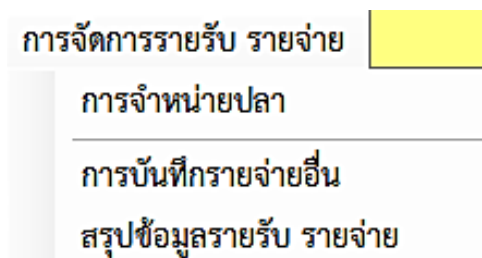 การจัดการรายรับ รายจ่าย
การจำหน่ายปลา
การบันทึกรายจ่ายอื่น
สรุปข้อมูลรายรับ รายจ่าย